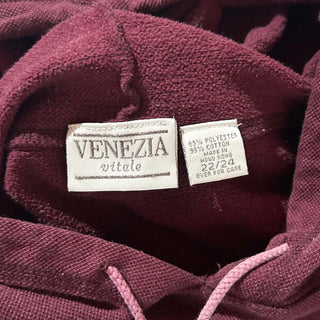 VENEZIA
vitale
65% POLYESTER
35% COTTON
MADE IN
HONG KONG
22/24
OVER FOR CARE